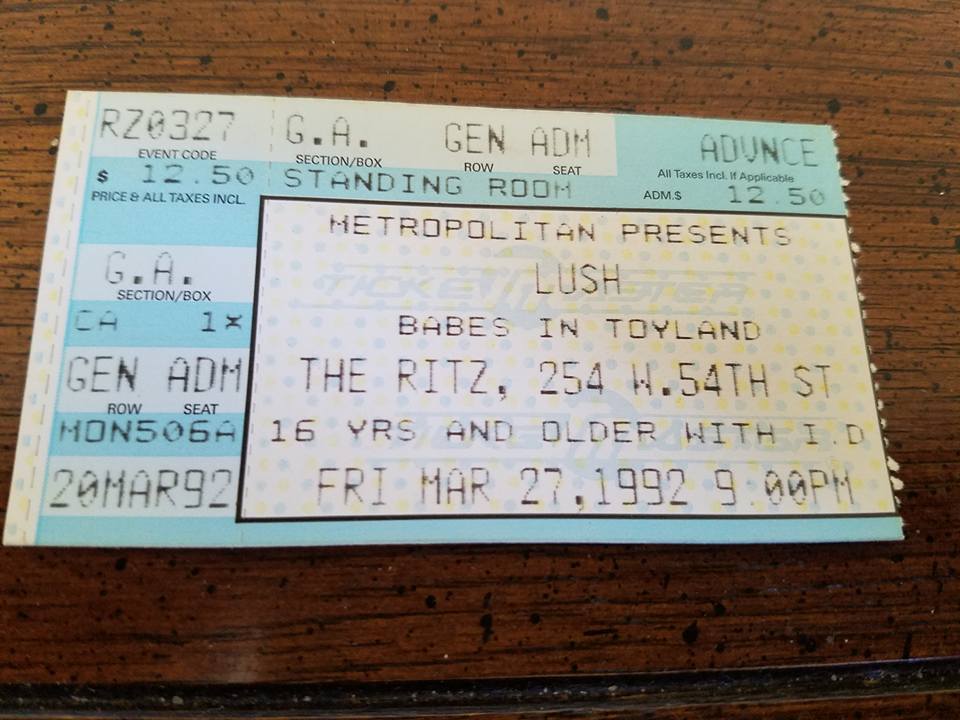 RZ0327
EVENT CODE
$ 12.50
PRICE & ALL TAXES INCL.
G.A.
SECTION/BOX
CA 1X
GEN ADM
ROW SEAT
MON506A
20MAR92
G.A. GEN ADM ADVNCE
SECTION/BOX ROW SEAT
All Taxes Incl. If Applicable
STANDING ROOM ADM.$ 12.50
METROPOLITAN PRESENTS
LUSH
TICKETMASTER
BABES IN TOYLAND
THE RITZ, 254 W.54TH ST
16 YRS AND OLDER WITH I.D
FRI MAR 27,1992 9:00PM